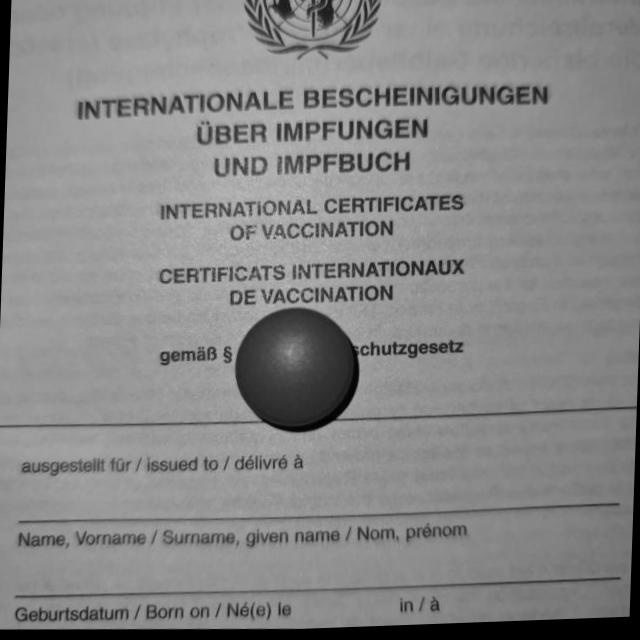 INTERNATIONALE BESCHEINIGUNGEN
ÜBER IMPFUNGEN
UND IMPFBUCH
INTERNATIONAL CERTIFICATES
OF VACCINATION
CERTIFICATS INTERNATIONAUX
DE VACCINATION
gemäß § schutzgesetz
ausgestellt für / issued to / délivré à
Name, Vorname / Surname, given name / Nom, prénom
Geburtsdatum / Born on / Né(e) le in / à